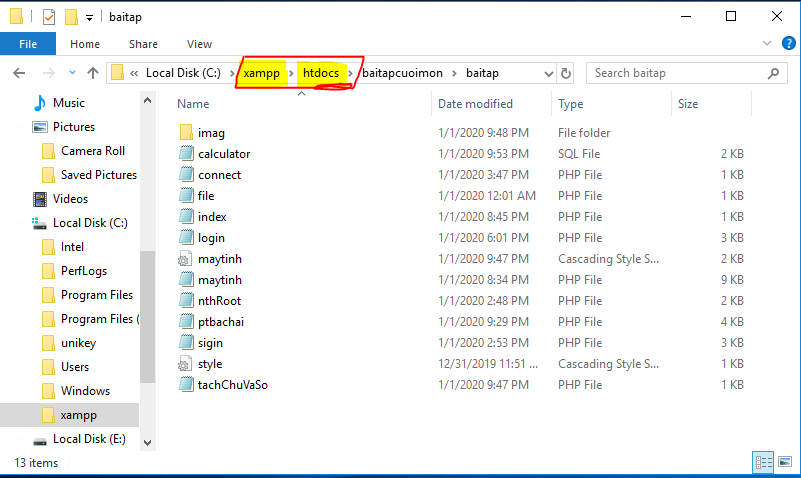 baitap
File Home Share View
« Local Disk (C:) › xampp › htdocs › baitapcuoimon › baitap Search baitap
Name Date modified Type Size
Music
Pictures
Camera Roll
Saved Pictures
Videos
Local Disk (C:)
Intel
PerfLogs
Program Files
Program Files (
unikey
Users
Windows
xampp
Local Disk (E:)
imag 1/1/2020 9:48 PM File folder
calculator 1/1/2020 9:53 PM SQL File 2 KB
connect 1/1/2020 3:47 PM PHP File 1 KB
file 1/1/2020 12:01 AM PHP File 1 KB
index 1/1/2020 8:45 PM PHP File 1 KB
login 1/1/2020 6:01 PM PHP File 3 KB
maytinh 1/1/2020 9:47 PM Cascading Style S... 2 KB
maytinh 1/1/2020 8:34 PM PHP File 9 KB
nthRoot 1/1/2020 2:48 PM PHP File 2 KB
ptbachai 1/1/2020 9:29 PM PHP File 4 KB
sigin 1/1/2020 2:53 PM PHP File 3 KB
style 12/31/2019 11:51 ... Cascading Style S... 1 KB
tachChuVaSo 1/1/2020 9:47 PM PHP File 1 KB
13 items